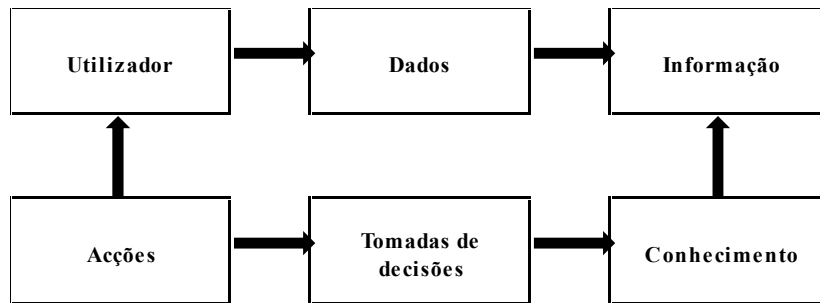 Utilizador
Dados
Informação
Acções
Tomadas de
decisões
Conhecimento